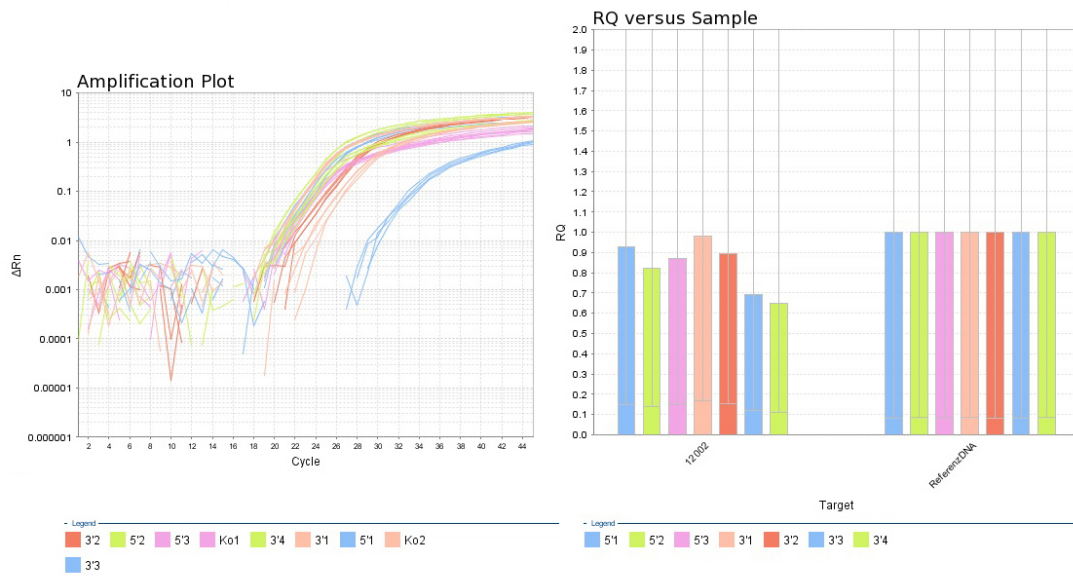 RQ versus Sample
2.0
1.9
1.8
1.7
1.6
1.5
1.4
1.3
1.2
1.1
1.0
0.9
0.8
0.7
0.6
0.5
0.4
0.3
0.2
0.1
0.0
RQ
12002
ReferenzDNA
Target
Legend
5'1 5'2 5'3 3'1 3'2 3'3 3'4
Amplification Plot
10
1
0.1
0.01
0.001
0.0001
0.00001
0.000001
ΔRn
2 4 6 8 10 12 14 16 18 20 22 24 26 28 30 32 34 36 38 40 42 44
Cycle
Legend
3'2 5'2 5'3 Ko1 3'4 3'1 5'1 Ko2
3'3